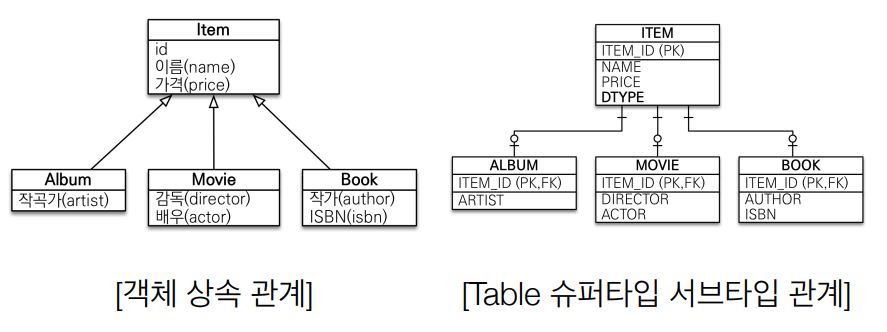 Item
id
이름(name)
가격(price)
Album
작곡가(artist)
Movie
감독(director)
배우(actor)
Book
작가(author)
ISBN(isbn)
[객체 상속 관계]
ITEM
ITEM_ID (PK)
NAME
PRICE
DTYPE
ALBUM
ITEM_ID (PK,FK)
ARTIST
MOVIE
ITEM_ID (PK,FK)
DIRECTOR
ACTOR
BOOK
ITEM_ID (PK,FK)
AUTHOR
ISBN
[Table 슈퍼타입 서브타입 관계]